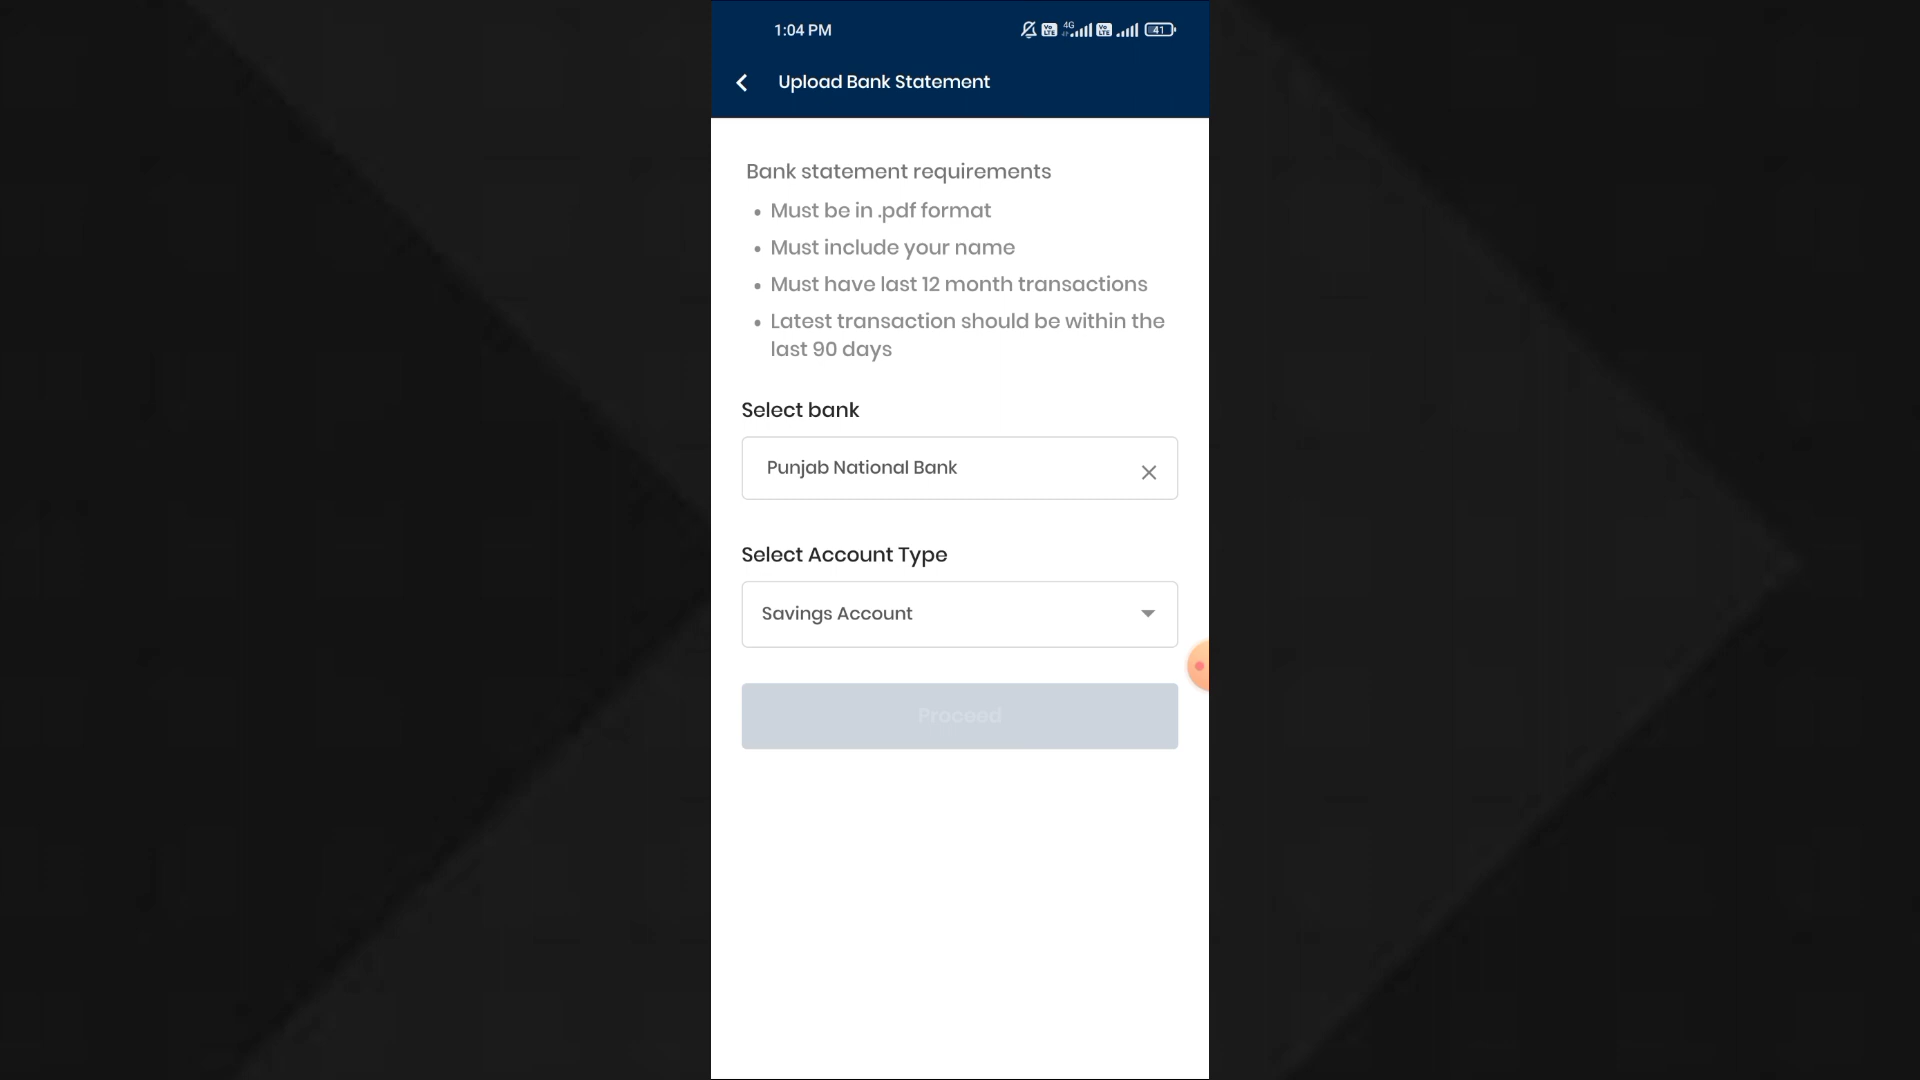 1:04 PM
4G
41
Upload Bank Statement
Bank statement requirements
• Must be in .pdf format
• Must include your name
• Must have last 12 month transactions
• Latest transaction should be within the
last 90 days
Select bank
Punjab National Bank
Select Account Type
Savings Account
Proceed